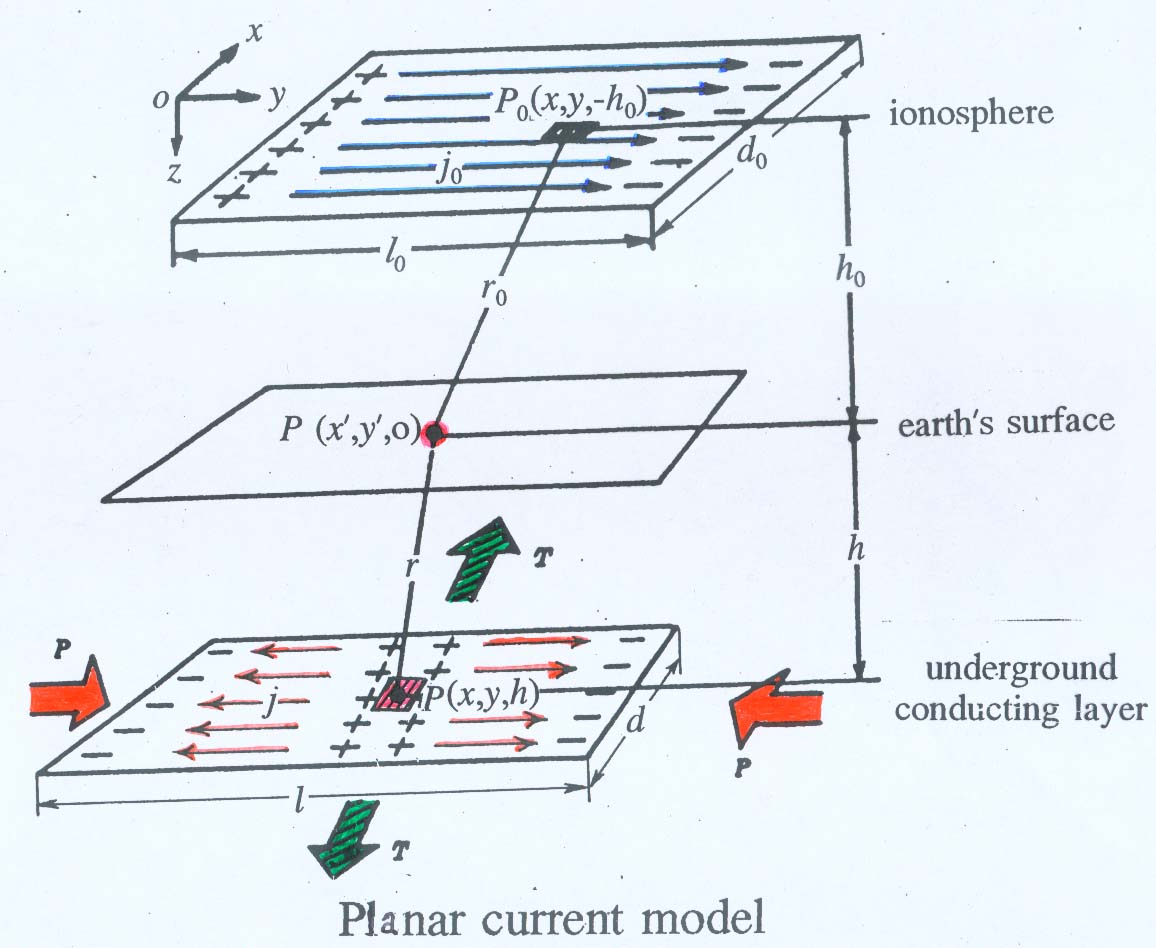 x
o
y
z
P₀(x,y,-h₀)
ionosphere
j₀
d₀
l₀
r₀
h₀
P (x′,y′,o)
earth's surface
r
T
h
P
P(x,y,h)
j
d
underground
conducting layer
P
l
T
Planar current model